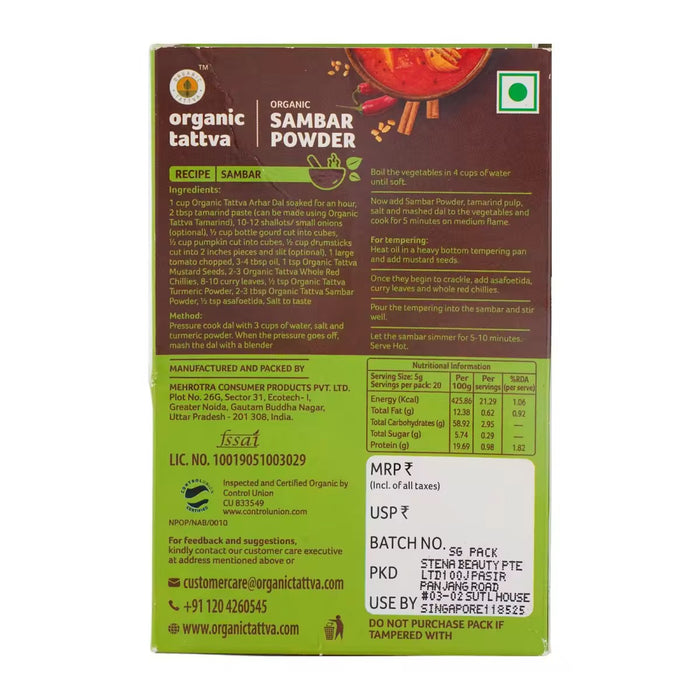 TM
ORGANIC TATTVA
organic
tattva
ORGANIC
SAMBAR
POWDER
RECIPE SAMBAR
Ingredients:
1 cup Organic Tattva Arhar Dal soaked for an hour,
2 tbsp tamarind paste (can be made using Organic
Tattva Tamarind), 10-12 shallots/ small onions
(optional), ½ cup bottle gourd cut into cubes,
½ cup pumpkin cut into cubes, ½ cup drumsticks
cut into 2 inches pieces and slit (optional), 1 large
tomato chopped, 3-4 tbsp oil, 1 tsp Organic Tattva
Mustard Seeds, 2-3 Organic Tattva Whole Red
Chillies, 8-10 curry leaves, ½ tsp Organic Tattva
Turmeric Powder, 2-3 tbsp Organic Tattva Sambar
Powder, ½ tsp asafoetida, Salt to taste
Method:
Pressure cook dal with 3 cups of water, salt and
turmeric powder. When the pressure goes off,
mash the dal with a blender
Boil the vegetables in 4 cups of water
until soft.
Now add Sambar Powder, tamarind pulp,
salt and mashed dal to the vegetables and
cook for 5 minutes on medium flame.
For tempering:
Heat oil in a heavy bottom tempering pan
and add mustard seeds.
Once they begin to crackle, add asafoetida,
curry leaves and whole red chillies.
Pour the tempering into the sambar and stir
well.
Let the sambar simmer for 5-10 minutes.
Serve Hot.
MANUFACTURED AND PACKED BY
MEHROTRA CONSUMER PRODUCTS PVT. LTD.
Plot No. 26G, Sector 31, Ecotech- I,
Greater Noida, Gautam Buddha Nagar,
Uttar Pradesh - 201 308, India.
fssai
LIC. NO. 10019051003029
CONTROL UNION
CERTIFIED
Inspected and Certified Organic by
Control Union
CU 833549
www.controlunion.com
NPOP/NAB/0010
For feedback and suggestions,
kindly contact our customer care executive
at address mentioned above or
customercare@organictattva.com
+91 120 4260545
www.organictattva.com
Nutritional Information
Serving Size: 5g Per Per %RDA
Servings per pack: 20 100g servings (per serve)
Energy (Kcal) 425.86 21.29 1.06
Total Fat (g) 12.38 0.62 0.92
Total Carbohydrates (g) 58.92 2.95 —
Total Sugar (g) 5.74 0.29 —
Protein (g) 19.69 0.98 1.82
MRP ₹
(Incl. of all taxes)
USP ₹
BATCH NO.
PKD
USE BY
SG PACK
STENA BEAUTY PTE
LTD100JPASIR
PANJANG ROAD
#03-02 SUTL HOUSE
SINGAPORE118525
DO NOT PURCHASE PACK IF
TAMPERED WITH